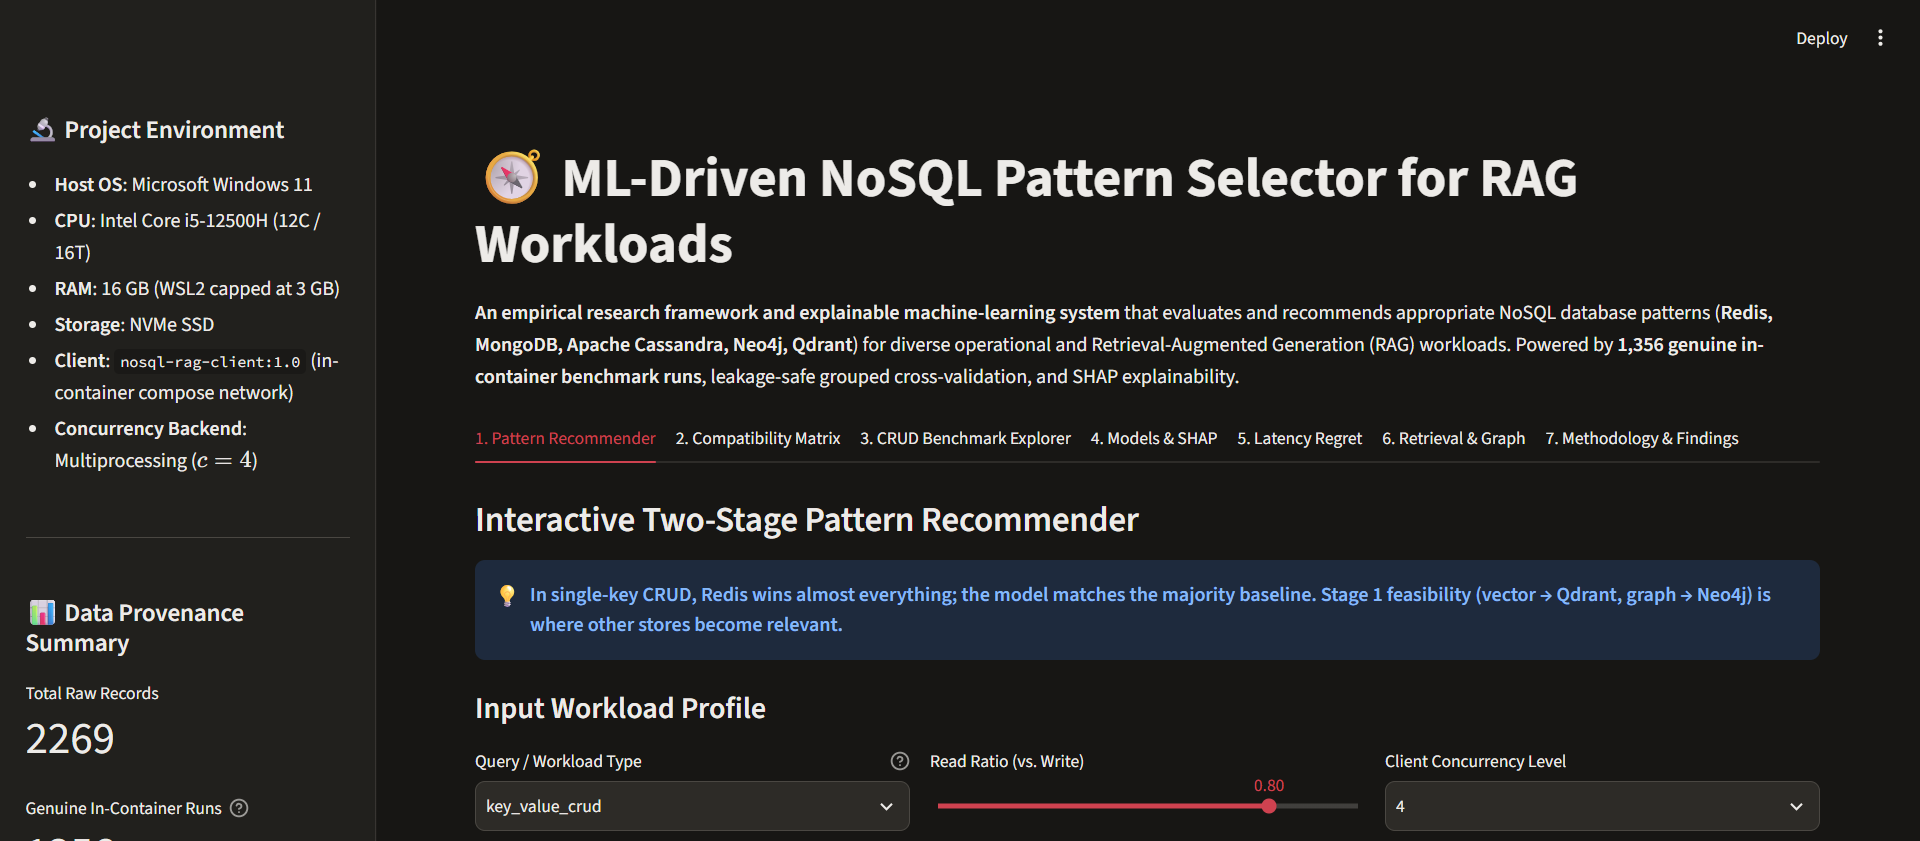 Deploy
Project Environment
Host OS: Microsoft Windows 11
CPU: Intel Core i5-12500H (12C /
16T)
RAM: 16 GB (WSL2 capped at 3 GB)
Storage: NVMe SSD
Client: nosql-rag-client:1.0 (in-
container compose network)
Concurrency Backend:
Multiprocessing (c = 4)
Data Provenance
Summary
Total Raw Records
2269
Genuine In-Container Runs
ML-Driven NoSQL Pattern Selector for RAG
Workloads
An empirical research framework and explainable machine-learning system that evaluates and recommends appropriate NoSQL database patterns (Redis,
MongoDB, Apache Cassandra, Neo4j, Qdrant) for diverse operational and Retrieval-Augmented Generation (RAG) workloads. Powered by 1,356 genuine in-
container benchmark runs, leakage-safe grouped cross-validation, and SHAP explainability.
1. Pattern Recommender 2. Compatibility Matrix 3. CRUD Benchmark Explorer 4. Models & SHAP 5. Latency Regret 6. Retrieval & Graph 7. Methodology & Findings
Interactive Two-Stage Pattern Recommender
In single-key CRUD, Redis wins almost everything; the model matches the majority baseline. Stage 1 feasibility (vector → Qdrant, graph → Neo4j) is
where other stores become relevant.
Input Workload Profile
Query / Workload Type
key_value_crud
Read Ratio (vs. Write)
0.80
Client Concurrency Level
4